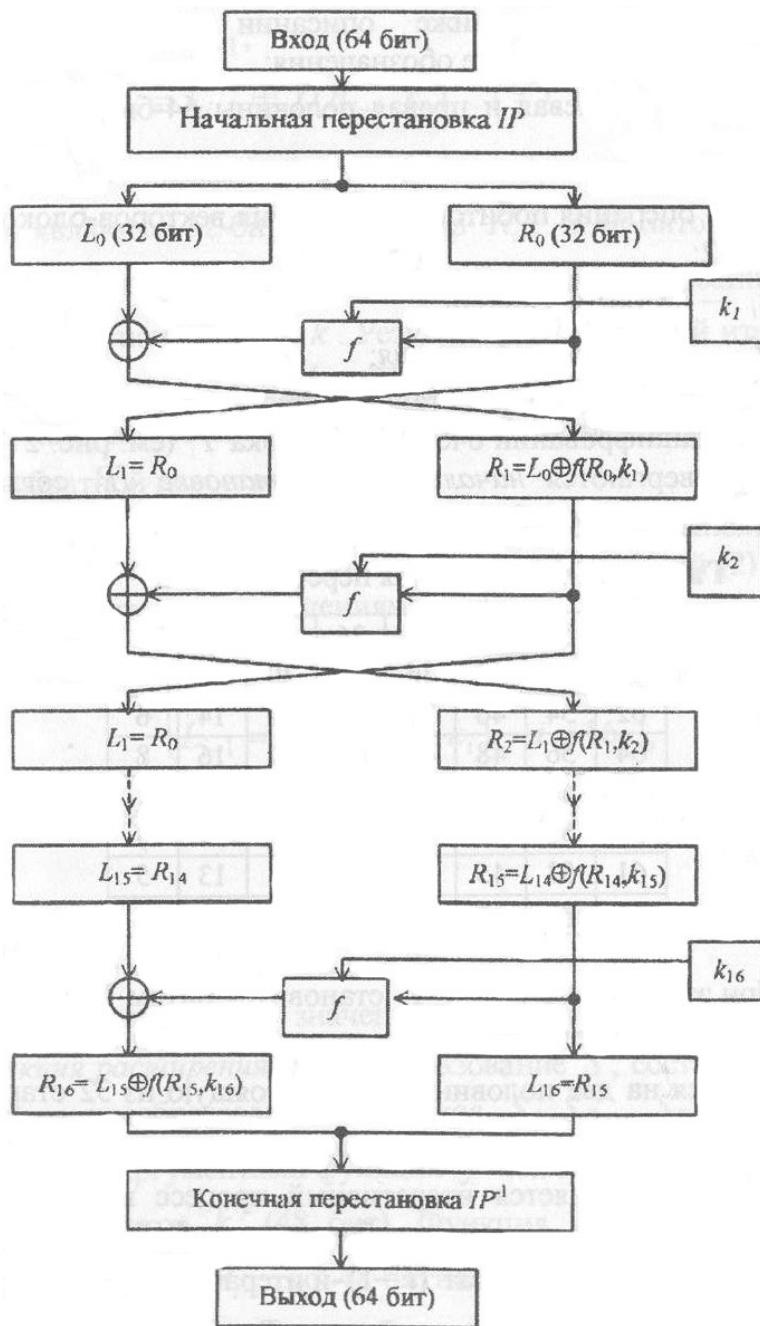 Вход (64 бит)
Начальная перестановка IP
L₀ (32 бит)
R₀ (32 бит)
k₁
f
L₁= R₀
R₁=L₀⊕f(R₀,k₁)
k₂
f
L₁= R₀
R₂=L₁⊕f(R₁,k₂)
L₁₅= R₁₄
R₁₅=L₁₄⊕f(R₁₄,k₁₅)
k₁₆
f
R₁₆= L₁₅⊕f(R₁₅,k₁₆)
L₁₆=R₁₅
Конечная перестановка IP⁻¹
Выход (64 бит)